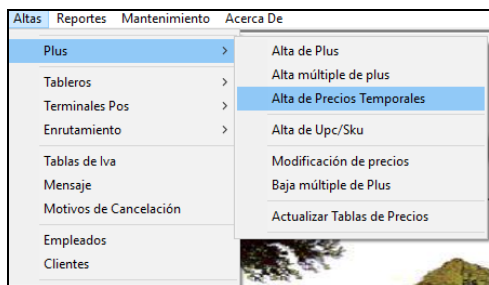 Altas Reportes Mantenimiento Acerca De
Plus >
Tableros >
Terminales Pos >
Enrutamiento >
Tablas de Iva
Mensaje
Motivos de Cancelación
Empleados
Clientes
Alta de Plus
Alta múltiple de plus
Alta de Precios Temporales
Alta de Upc/Sku
Modificación de precios
Baja múltiple de Plus
Actualizar Tablas de Precios